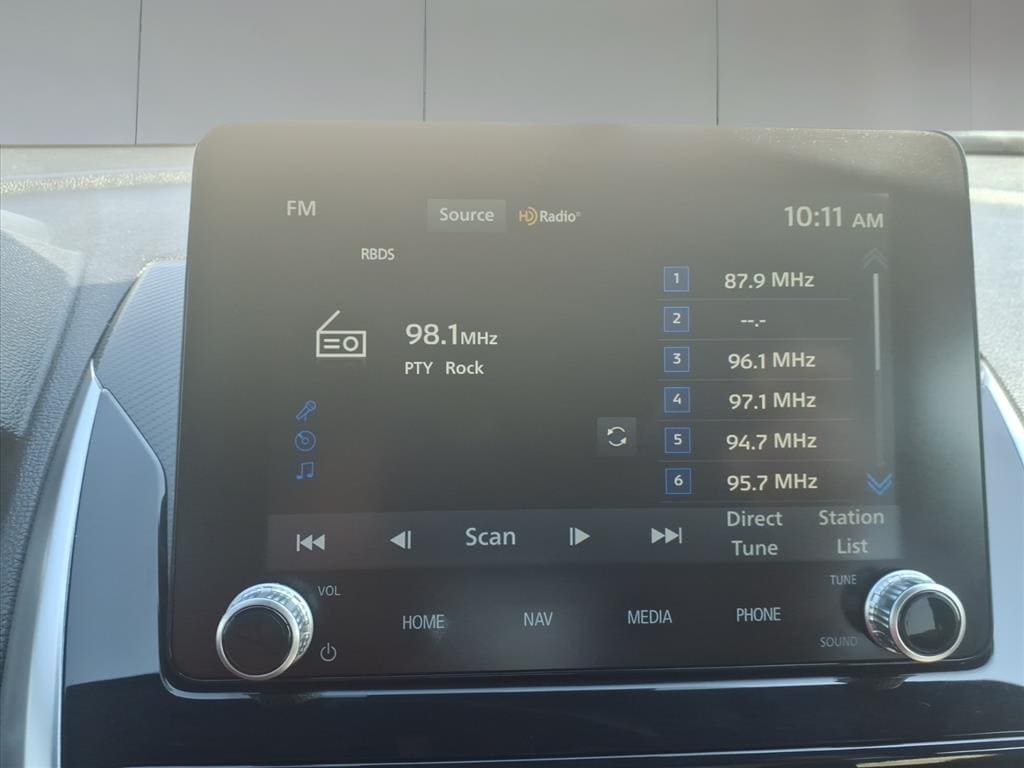 FM
Source
HD Radio®
10:11 AM
RBDS
98.1MHz
PTY Rock
1 87.9 MHz
2 --.-
3 96.1 MHz
4 97.1 MHz
5 94.7 MHz
6 95.7 MHz
Scan
Direct
Tune
Station
List
VOL
HOME
NAV
MEDIA
PHONE
TUNE
SOUND